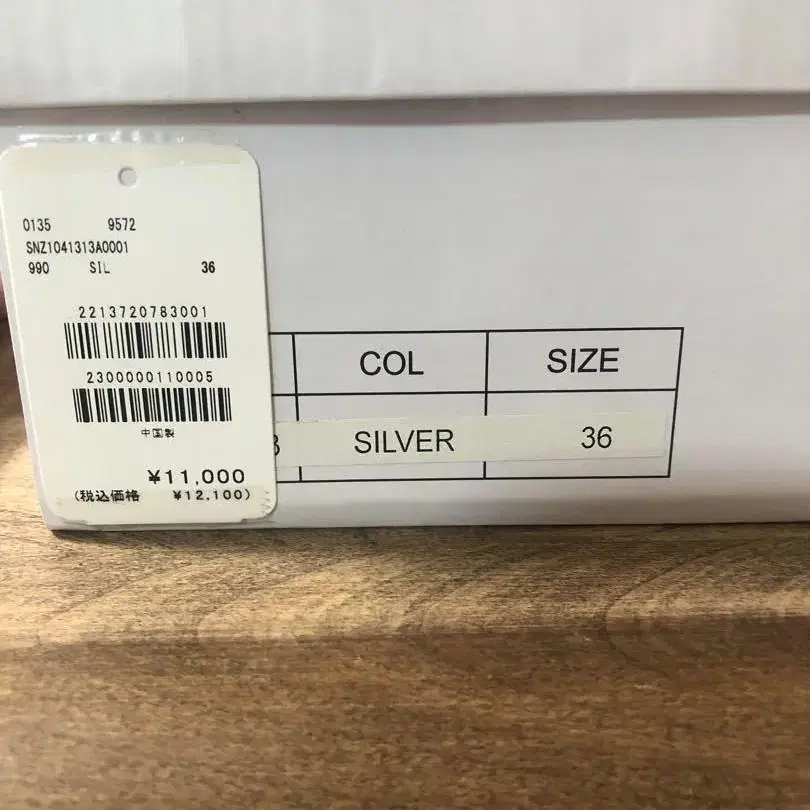 0135 9572
SNZ1041313A0001
990 SIL 36
2213720783001
2300000110005
中国製
¥11,000
(税込価格 ¥12,100)
COL SIZE
SILVER 36